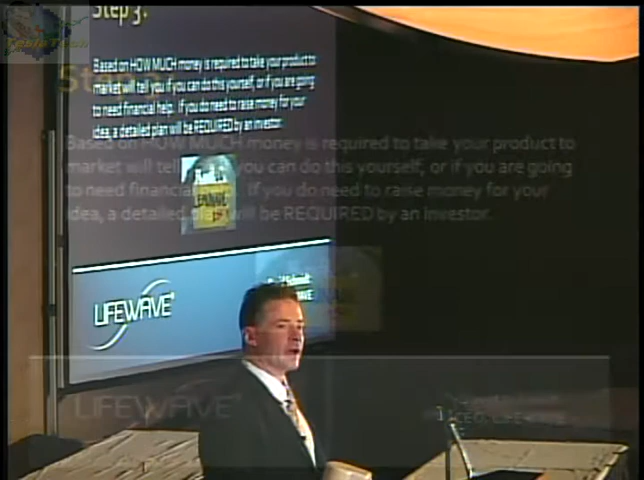 Step 3.
Based on HOW MUCH money is required to take your product to
market will tell you if you can do this yourself, or if you are going
to need financial help. If you do need to raise money for your
idea, a detailed plan will be REQUIRED by an investor.
LIFEWAVE
Step 3.
Based on HOW MUCH money is required to take your product to
market will tell you can do this yourself, or if you are going
to need financial If you do need to raise money for your
idea, a detailed plan will be REQUIRED by an investor.
LIFEWAVE